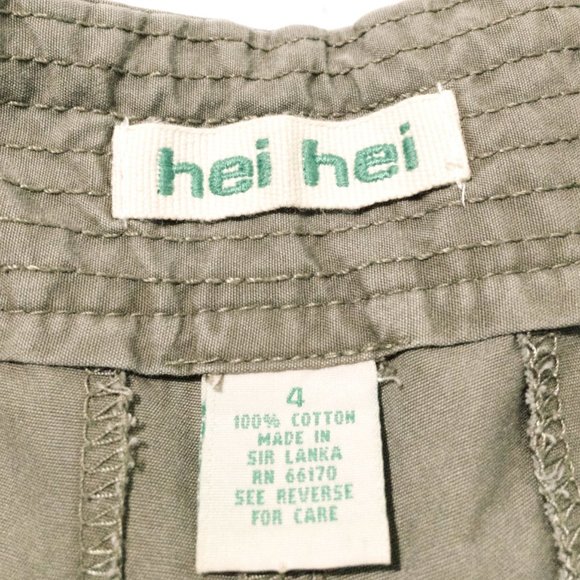 hei hei
4
100% COTTON
MADE IN
SIR LANKA
RN 66170
SEE REVERSE
FOR CARE